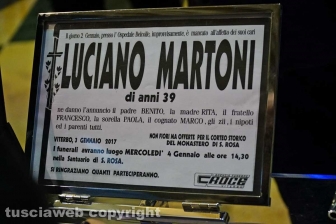 Il giorno 2 Gennaio, presso l'Ospedale Belcolle, improvvisamente, è mancato all'affetto dei suoi cari
LUCIANO MARTONI
di anni 39
ne danno l'annuncio il padre BENITO, la madre RITA, il fratello
FRANCESCO, la sorella PAOLA, il cognato MARCO, gli zii, i nipoti
ed i parenti tutti.
NON FIORI MA OFFERTE PER IL CORTEO STORICO
DEL MONASTERO DI S. ROSA.
VITERBO, 3 GENNAIO 2017
I funerali avranno luogo MERCOLEDI' 4 Gennaio alle ore 14,30
nel Santuario di S. ROSA.
SI RINGRAZIANO QUANTI PARTECIPERANNO.
CROCE
tusciaweb copyright